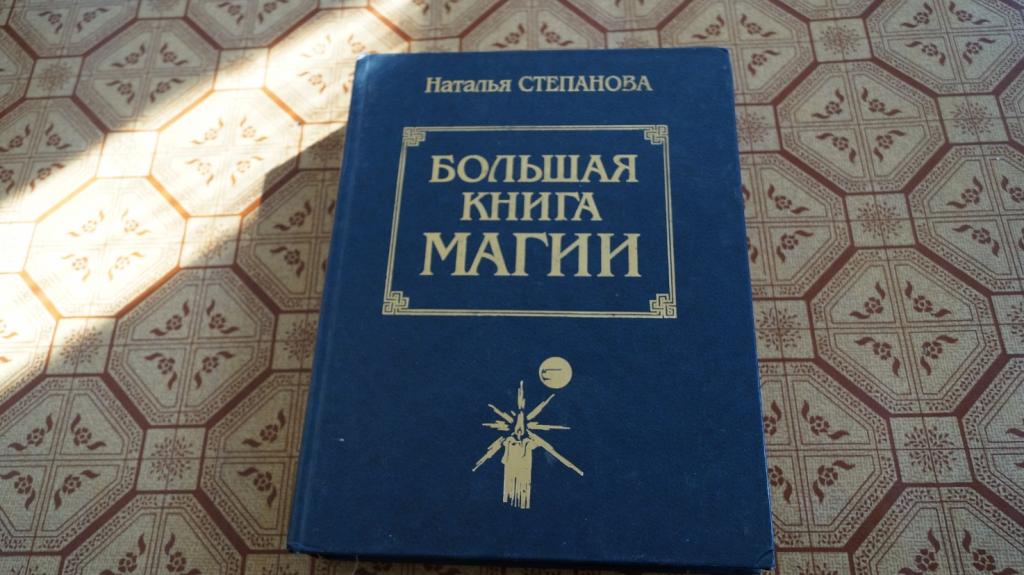 Наталья СТЕПАНОВА
БОЛЬШАЯ
КНИГА
МАГИИ